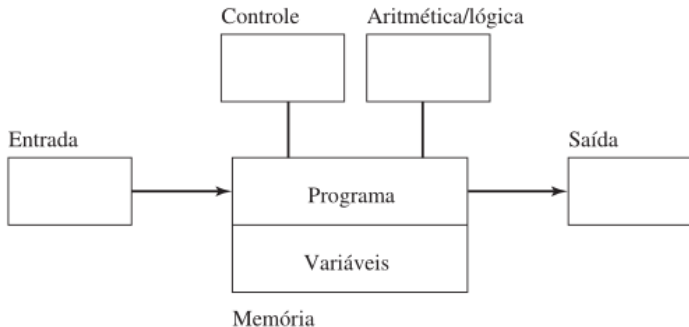 Controle
Aritmética/lógica
Entrada
Saída
Programa
Variáveis
Memória